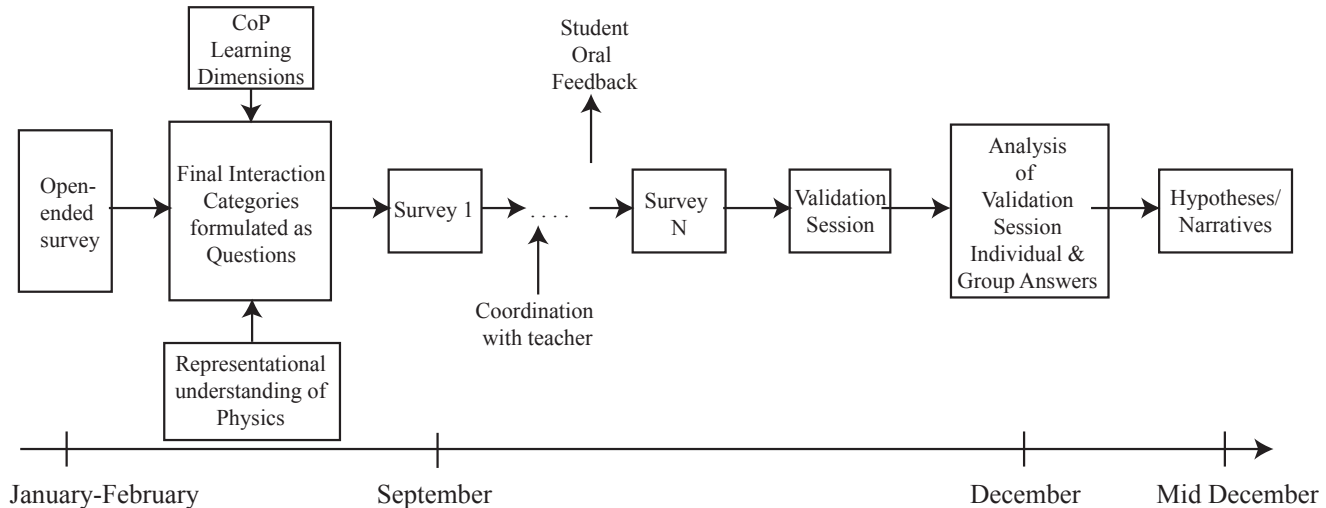 CoP
Learning
Dimensions
Student
Oral
Feedback
Open-
ended
survey
Final Interaction
Categories
formulated as
Questions
Survey 1
. . . .
Survey
N
Validation
Session
Analysis
of
Validation
Session
Individual &
Group Answers
Hypotheses/
Narratives
Coordination
with teacher
Representational
understanding of
Physics
January-February
September
December
Mid December